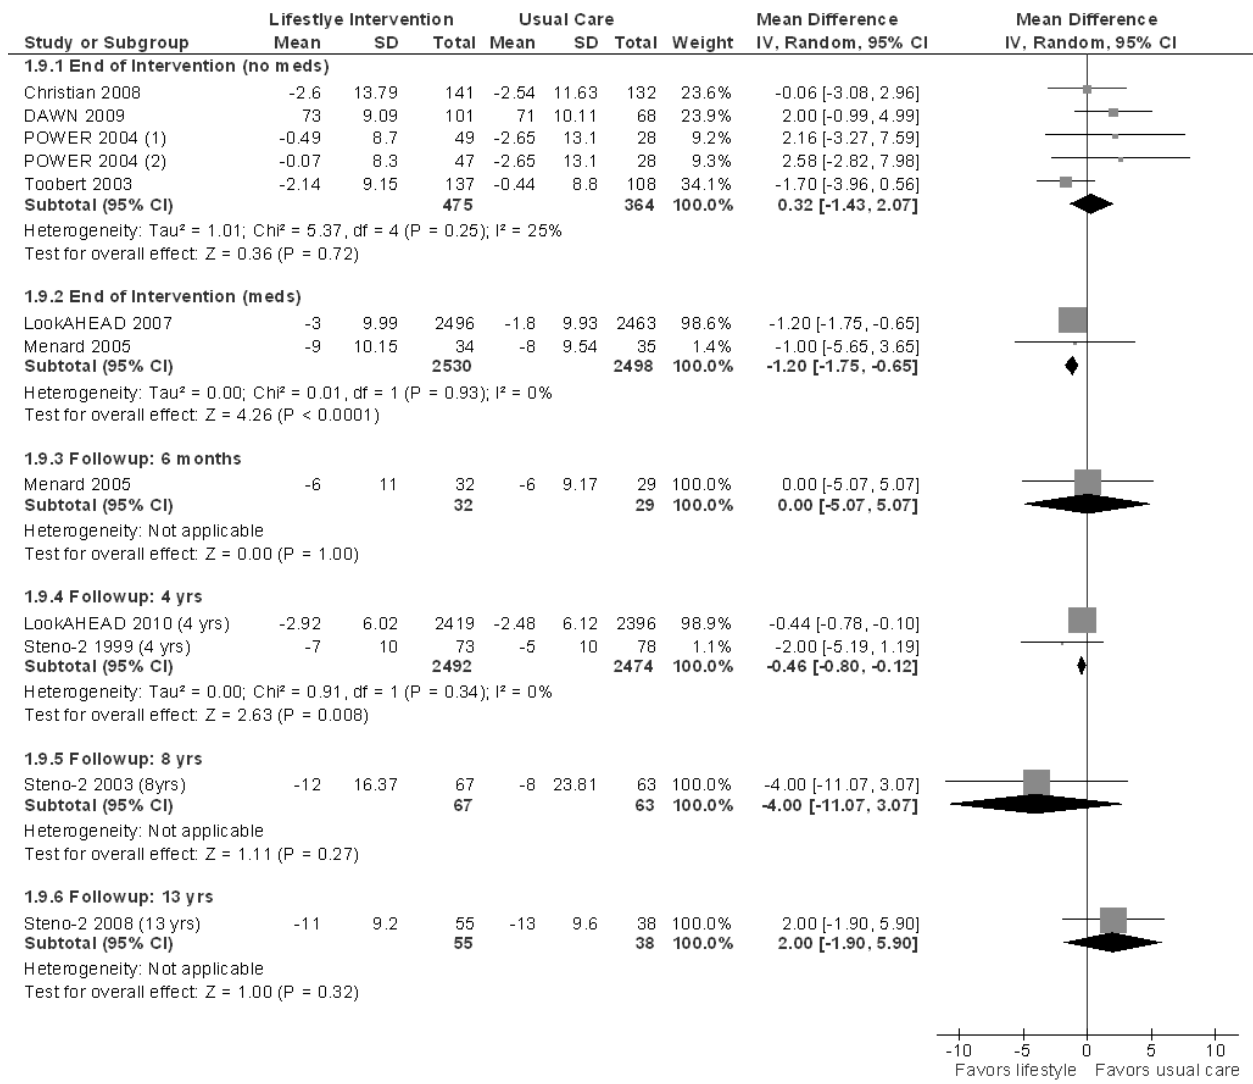 Lifestlye Intervention Usual Care Mean Difference Mean Difference
Study or Subgroup Mean SD Total Mean SD Total Weight IV, Random, 95% CI IV, Random, 95% CI
1.9.1 End of Intervention (no meds)
Christian 2008 -2.6 13.79 141 -2.54 11.63 132 23.6% -0.06 [-3.08, 2.96]
DAWN 2009 73 9.09 101 71 10.11 68 23.9% 2.00 [-0.99, 4.99]
POWER 2004 (1) -0.49 8.7 49 -2.65 13.1 28 9.2% 2.16 [-3.27, 7.59]
POWER 2004 (2) -0.07 8.3 47 -2.65 13.1 28 9.3% 2.58 [-2.82, 7.98]
Toobert 2003 -2.14 9.15 137 -0.44 8.8 108 34.1% -1.70 [-3.96, 0.56]
Subtotal (95% CI) 475 364 100.0% 0.32 [-1.43, 2.07]
Heterogeneity: Tau² = 1.01; Chi² = 5.37, df = 4 (P = 0.25); I² = 25%
Test for overall effect: Z = 0.36 (P = 0.72)
1.9.2 End of Intervention (meds)
LookAHEAD 2007 -3 9.99 2496 -1.8 9.93 2463 98.6% -1.20 [-1.75, -0.65]
Menard 2005 -9 10.15 34 -8 9.54 35 1.4% -1.00 [-5.65, 3.65]
Subtotal (95% CI) 2530 2498 100.0% -1.20 [-1.75, -0.65]
Heterogeneity: Tau² = 0.00; Chi² = 0.01, df = 1 (P = 0.93); I² = 0%
Test for overall effect: Z = 4.26 (P < 0.0001)
1.9.3 Followup: 6 months
Menard 2005 -6 11 32 -6 9.17 29 100.0% 0.00 [-5.07, 5.07]
Subtotal (95% CI) 32 29 100.0% 0.00 [-5.07, 5.07]
Heterogeneity: Not applicable
Test for overall effect: Z = 0.00 (P = 1.00)
1.9.4 Followup: 4 yrs
LookAHEAD 2010 (4 yrs) -2.92 6.02 2419 -2.48 6.12 2396 98.9% -0.44 [-0.78, -0.10]
Steno-2 1999 (4 yrs) -7 10 73 -5 10 78 1.1% -2.00 [-5.19, 1.19]
Subtotal (95% CI) 2492 2474 100.0% -0.46 [-0.80, -0.12]
Heterogeneity: Tau² = 0.00; Chi² = 0.91, df = 1 (P = 0.34); I² = 0%
Test for overall effect: Z = 2.63 (P = 0.008)
1.9.5 Followup: 8 yrs
Steno-2 2003 (8yrs) -12 16.37 67 -8 23.81 63 100.0% -4.00 [-11.07, 3.07]
Subtotal (95% CI) 67 63 100.0% -4.00 [-11.07, 3.07]
Heterogeneity: Not applicable
Test for overall effect: Z = 1.11 (P = 0.27)
1.9.6 Followup: 13 yrs
Steno-2 2008 (13 yrs) -11 9.2 55 -13 9.6 38 100.0% 2.00 [-1.90, 5.90]
Subtotal (95% CI) 55 38 100.0% 2.00 [-1.90, 5.90]
Heterogeneity: Not applicable
Test for overall effect: Z = 1.00 (P = 0.32)
-10 -5 0 5 10
Favors lifestyle Favors usual care